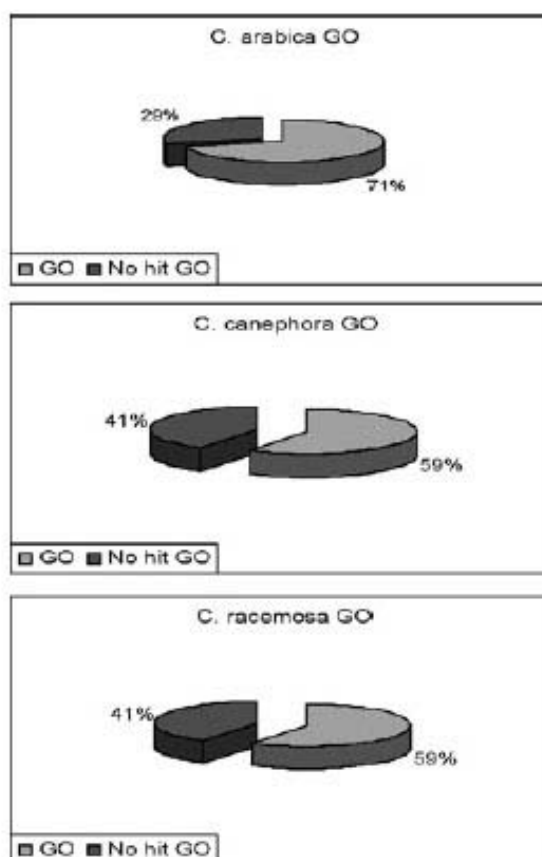 C. arabica GO
29%
71%
GO No hit GO
C. canephora GO
41%
59%
GO No hit GO
C. racemosa GO
41%
59%
GO No hit GO